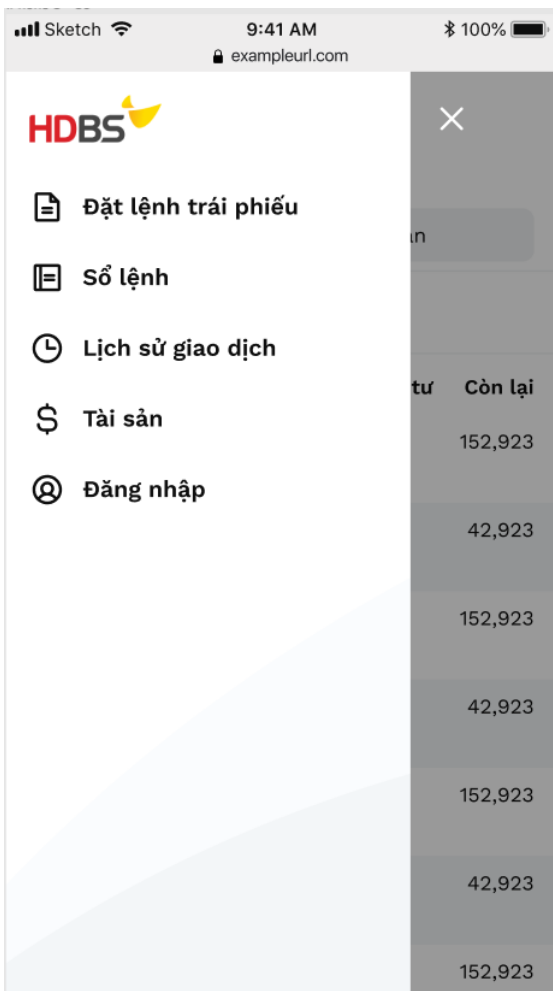 Sketch 9:41 AM 100%
exampleurl.com
HDBS
Đặt lệnh trái phiếu
Sổ lệnh
Lịch sử giao dịch
Tài sản
Đăng nhập
tư Còn lại
152,923
42,923
152,923
42,923
152,923
42,923
152,923